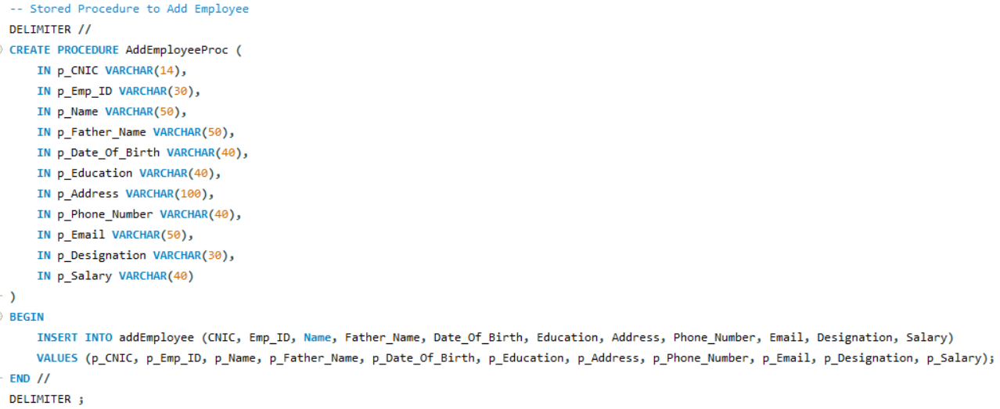 -- Stored Procedure to Add Employee
DELIMITER //
CREATE PROCEDURE AddEmployeeProc (
    IN p_CNIC VARCHAR(14),
    IN p_Emp_ID VARCHAR(30),
    IN p_Name VARCHAR(50),
    IN p_Father_Name VARCHAR(50),
    IN p_Date_Of_Birth VARCHAR(40),
    IN p_Education VARCHAR(40),
    IN p_Address VARCHAR(100),
    IN p_Phone_Number VARCHAR(40),
    IN p_Email VARCHAR(50),
    IN p_Designation VARCHAR(30),
    IN p_Salary VARCHAR(40)
)
BEGIN
    INSERT INTO addEmployee (CNIC, Emp_ID, Name, Father_Name, Date_Of_Birth, Education, Address, Phone_Number, Email, Designation, Salary)
    VALUES (p_CNIC, p_Emp_ID, p_Name, p_Father_Name, p_Date_Of_Birth, p_Education, p_Address, p_Phone_Number, p_Email, p_Designation, p_Salary);
END //
DELIMITER ;